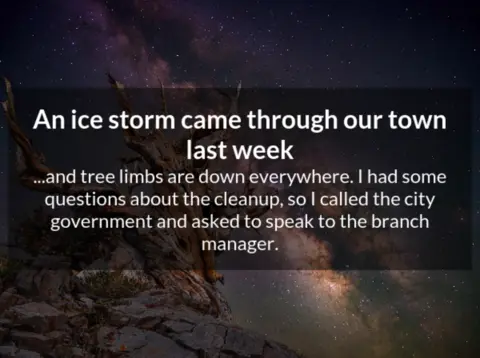 An ice storm came through our town
last week
...and tree limbs are down everywhere. I had some
questions about the cleanup, so I called the city
government and asked to speak to the branch
manager.